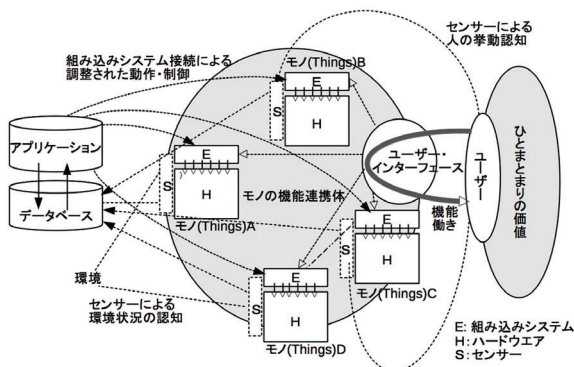 センサーによる
人の挙動認知
組み込みシステム接続による
調整された動作・制御
モノ(Things)B
E
S
H
アプリケーション
データベース
E
S
H
モノ(Things)A
モノの機能連携体
ユーザー・
インターフェース
ユーザー
ひとまとまりの価値
機能
働き
E
S
H
モノ(Things)C
環境
センサーによる
環境状況の認知
E
S
H
モノ(Things)D
E: 組み込みシステム
H: ハードウエア
S: センサー